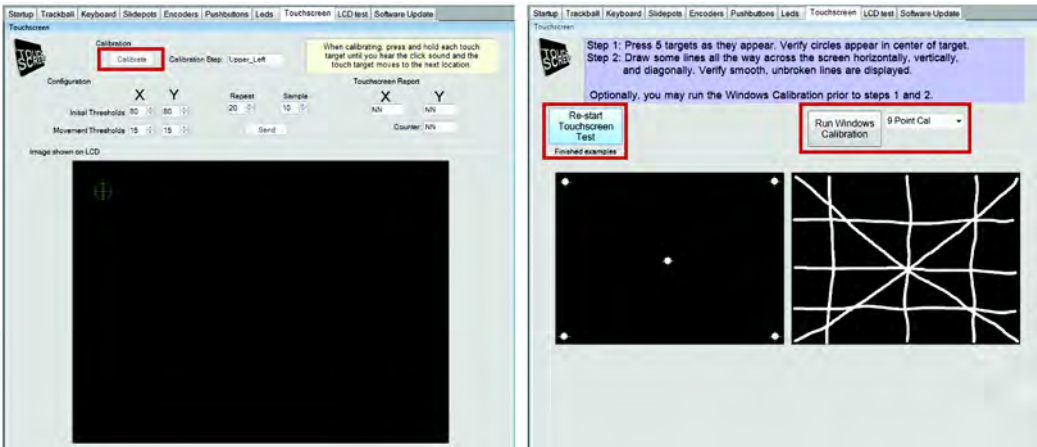 Startup Trackball Keyboard Slidepots Encoders Pushbuttons Leds Touchscreen LCD test Software Update
Touchscreen
TOUCH
SCREEN
Calibration
Calibrate
Calibration Step: Upper_Left
When calibrating, press and hold each touch
target until you hear the click sound and the
touch target moves to the next location.
Configuration
X Y
Repeat Sample
Initial Thresholds 80 80 20 10
Movement Thresholds 15 15 Send
Touchscreen Report
X Y
NN NN
Counter: NN
Image shown on LCD
Startup Trackball Keyboard Slidepots Encoders Pushbuttons Leds Touchscreen LCD test Software Update
Touchscreen
TOUCH
SCREEN
Step 1: Press 5 targets as they appear. Verify circles appear in center of target.
Step 2: Draw some lines all the way across the screen horizontally, vertically,
and diagonally. Verify smooth, unbroken lines are displayed.
Optionally, you may run the Windows Calibration prior to steps 1 and 2.
Re-start
Touchscreen
Test
Run Windows
Calibration
9 Point Cal
Finished examples